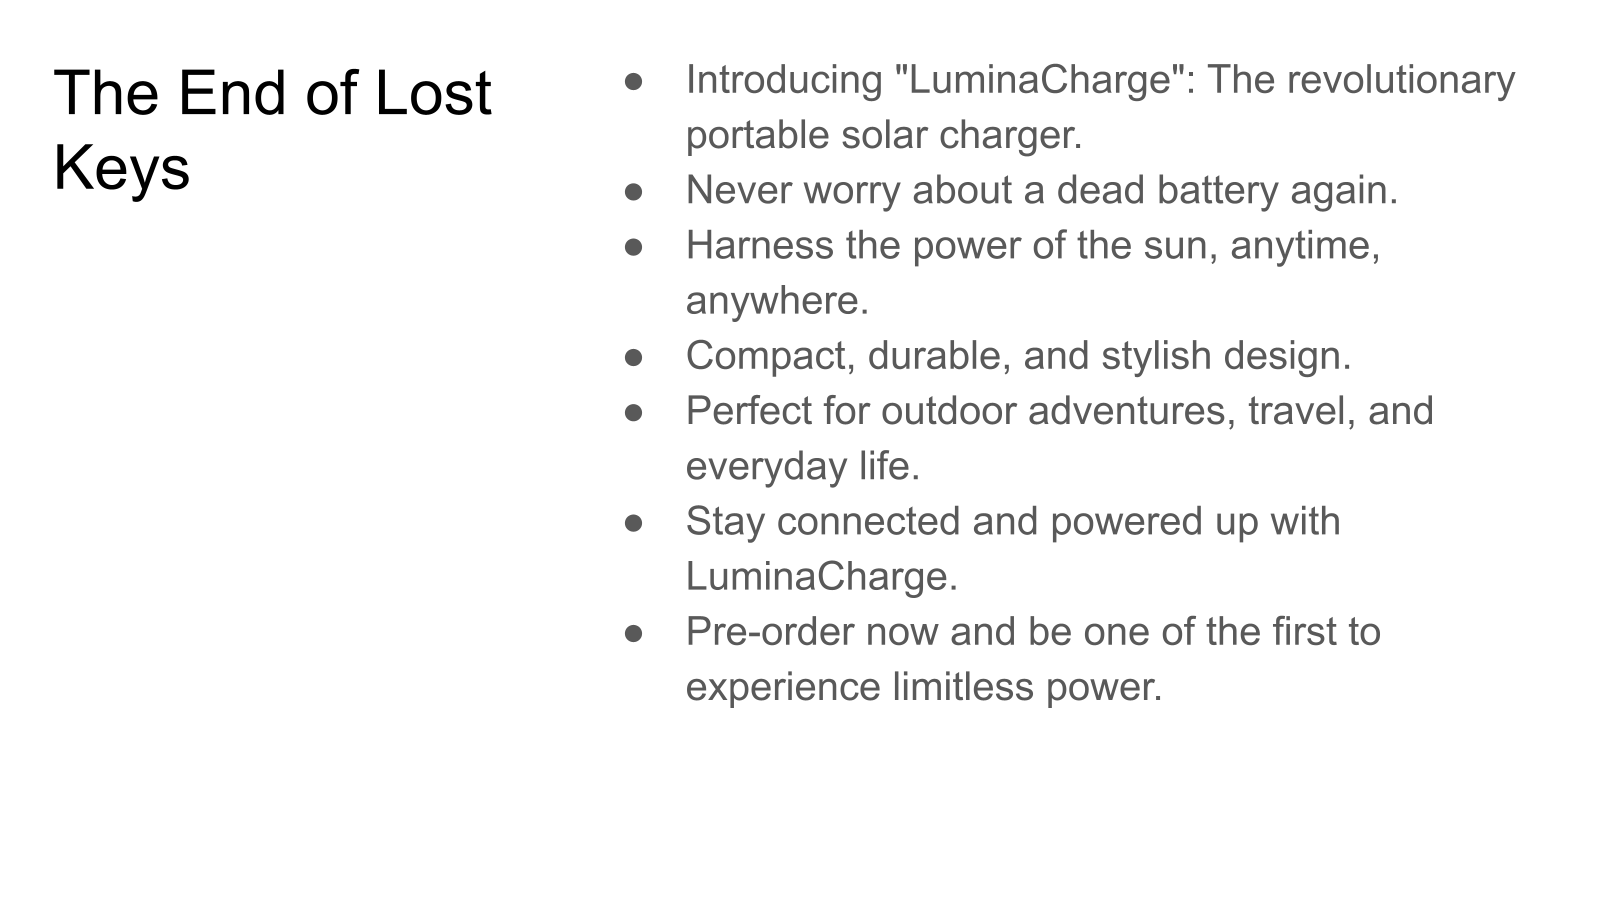 The End of Lost
Keys
● Introducing "LuminaCharge": The revolutionary
portable solar charger.
● Never worry about a dead battery again.
● Harness the power of the sun, anytime,
anywhere.
● Compact, durable, and stylish design.
● Perfect for outdoor adventures, travel, and
everyday life.
● Stay connected and powered up with
LuminaCharge.
● Pre-order now and be one of the first to
experience limitless power.